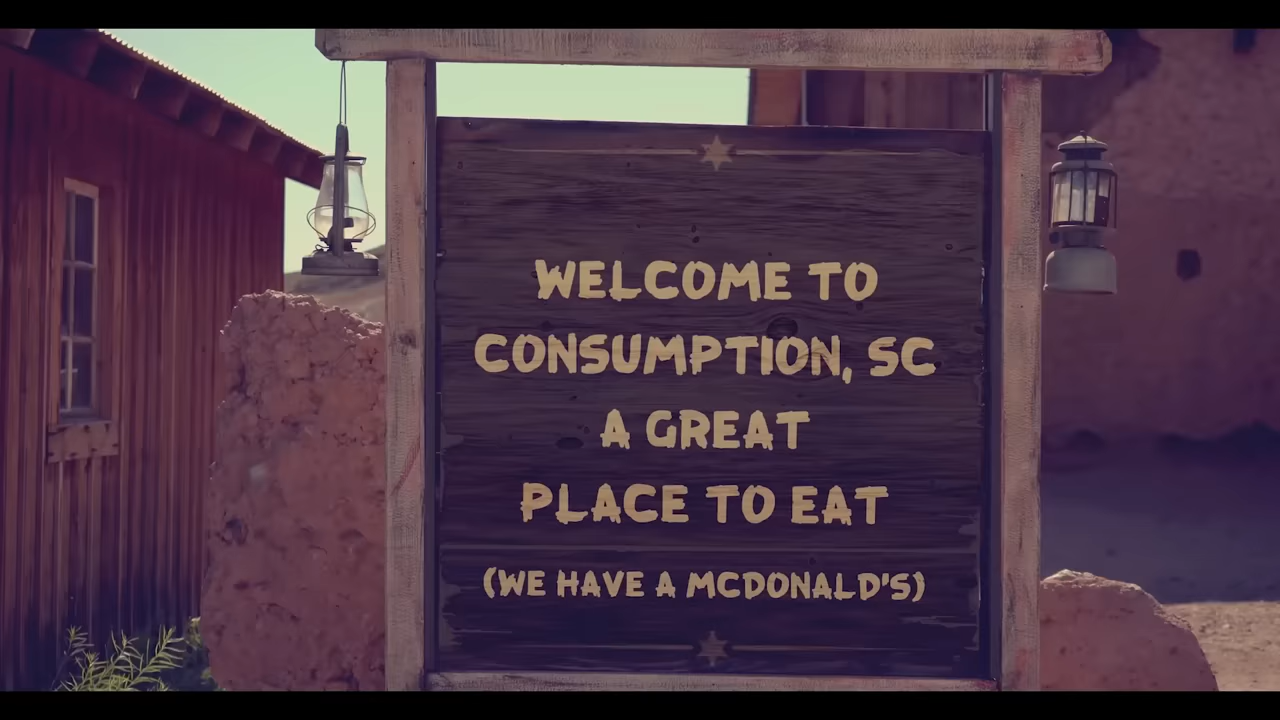 WELCOME TO
CONSUMPTION, SC
A GREAT
PLACE TO EAT
(WE HAVE A MCDONALD'S)